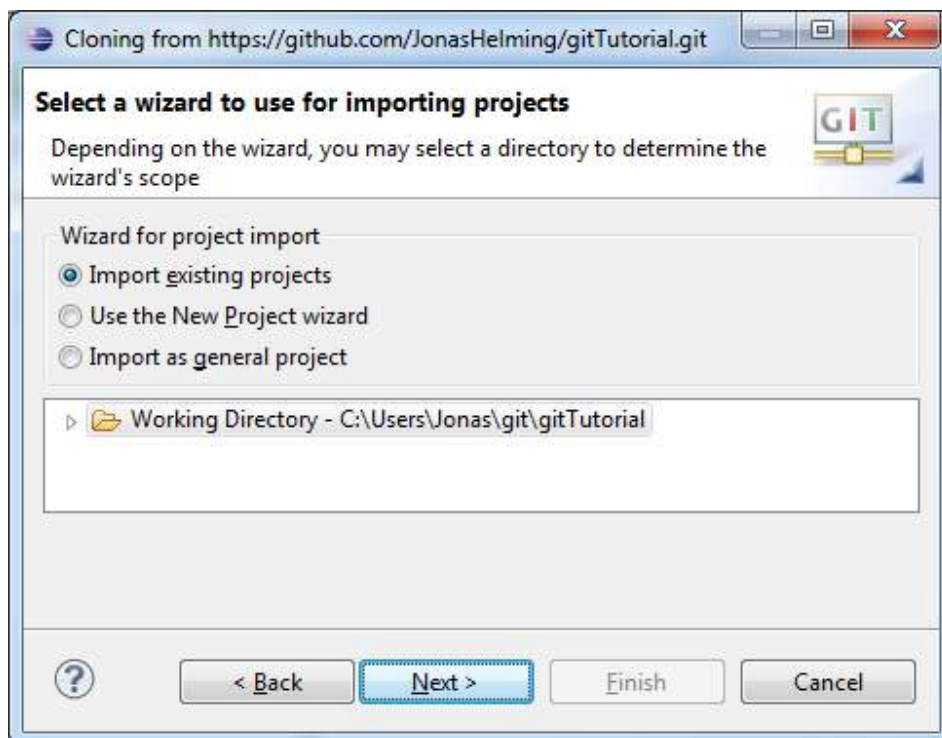 Cloning from https://github.com/JonasHelming/gitTutorial.git
Select a wizard to use for importing projects
GIT
Depending on the wizard, you may select a directory to determine the
wizard's scope
Wizard for project import
Import existing projects
Use the New Project wizard
Import as general project
Working Directory - C:\Users\Jonas\git\gitTutorial
? < Back Next > Finish Cancel